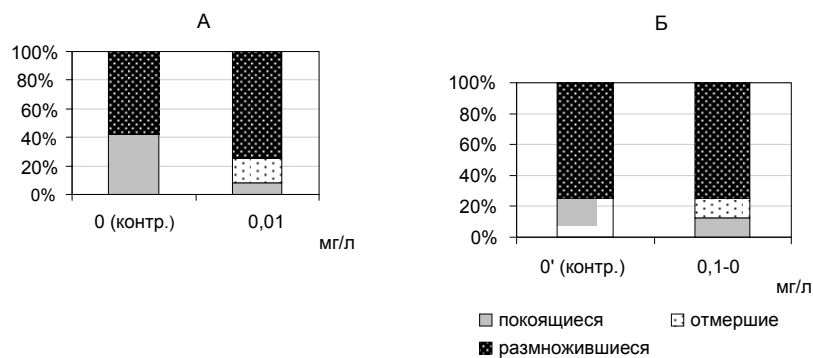 А
100%
80%
60%
40%
20%
0%
0 (контр.) 0,01
мг/л
Б
100%
80%
60%
40%
20%
0%
0' (контр.) 0,1-0
мг/л
покоящиеся отмершие
размножившиеся